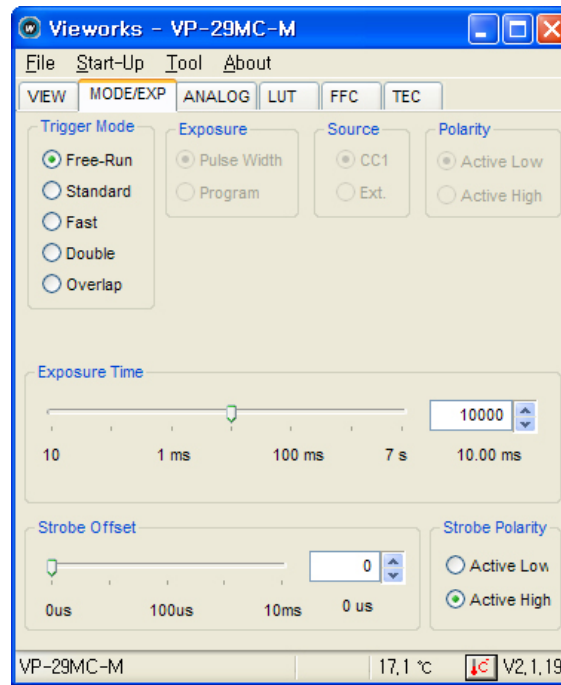 Vieworks - VP-29MC-M
File Start-Up Tool About
VIEW MODE/EXP ANALOG LUT FFC TEC
Trigger Mode Exposure Source Polarity
Free-Run Pulse Width CC1 Active Low
Standard Program Ext. Active High
Fast
Double
Overlap
Exposure Time
10000
10 1 ms 100 ms 7 s 10.00 ms
Strobe Offset Strobe Polarity
0 Active Low
0us 100us 10ms 0 us Active High
VP-29MC-M 17,1 ℃ V2,1,19